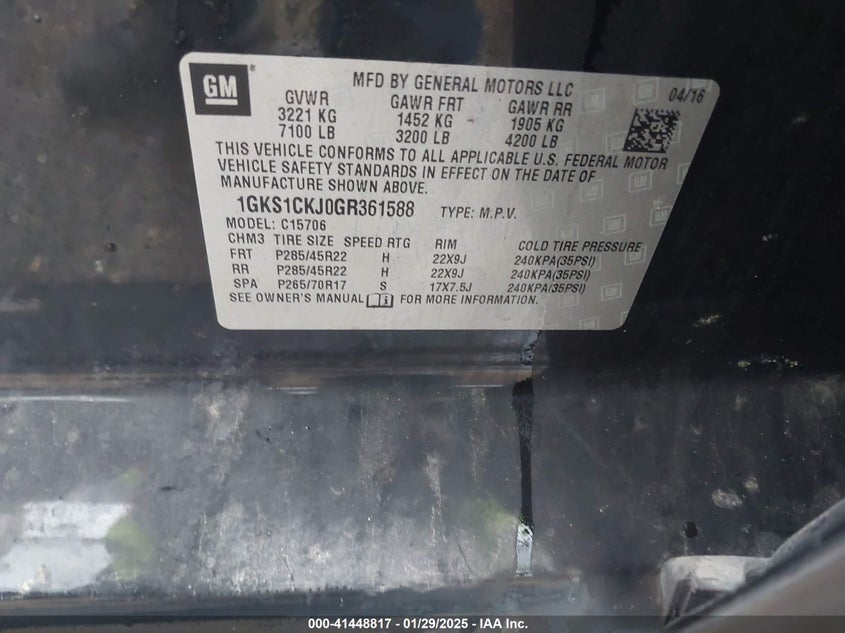 GM
MFD BY GENERAL MOTORS LLC
04/16
GVWR GAWR FRT GAWR RR
3221 KG 1452 KG 1905 KG
7100 LB 3200 LB 4200 LB
THIS VEHICLE CONFORMS TO ALL APPLICABLE U.S. FEDERAL MOTOR
VEHICLE SAFETY STANDARDS IN EFFECT ON THE DATE OF
MANUFACTURE SHOWN ABOVE.
1GKS1CKJ0GR361588 TYPE: M.P.V.
MODEL: C15706
CHM3 TIRE SIZE SPEED RTG RIM COLD TIRE PRESSURE
FRT P285/45R22 H 22X9J 240KPA(35PSI)
RR P285/45R22 H 22X9J 240KPA(35PSI)
SPA P265/70R17 S 17X7.5J 240KPA(35PSI)
SEE OWNER'S MANUAL i FOR MORE INFORMATION.
000-41448817 - 01/29/2025 - IAA Inc.